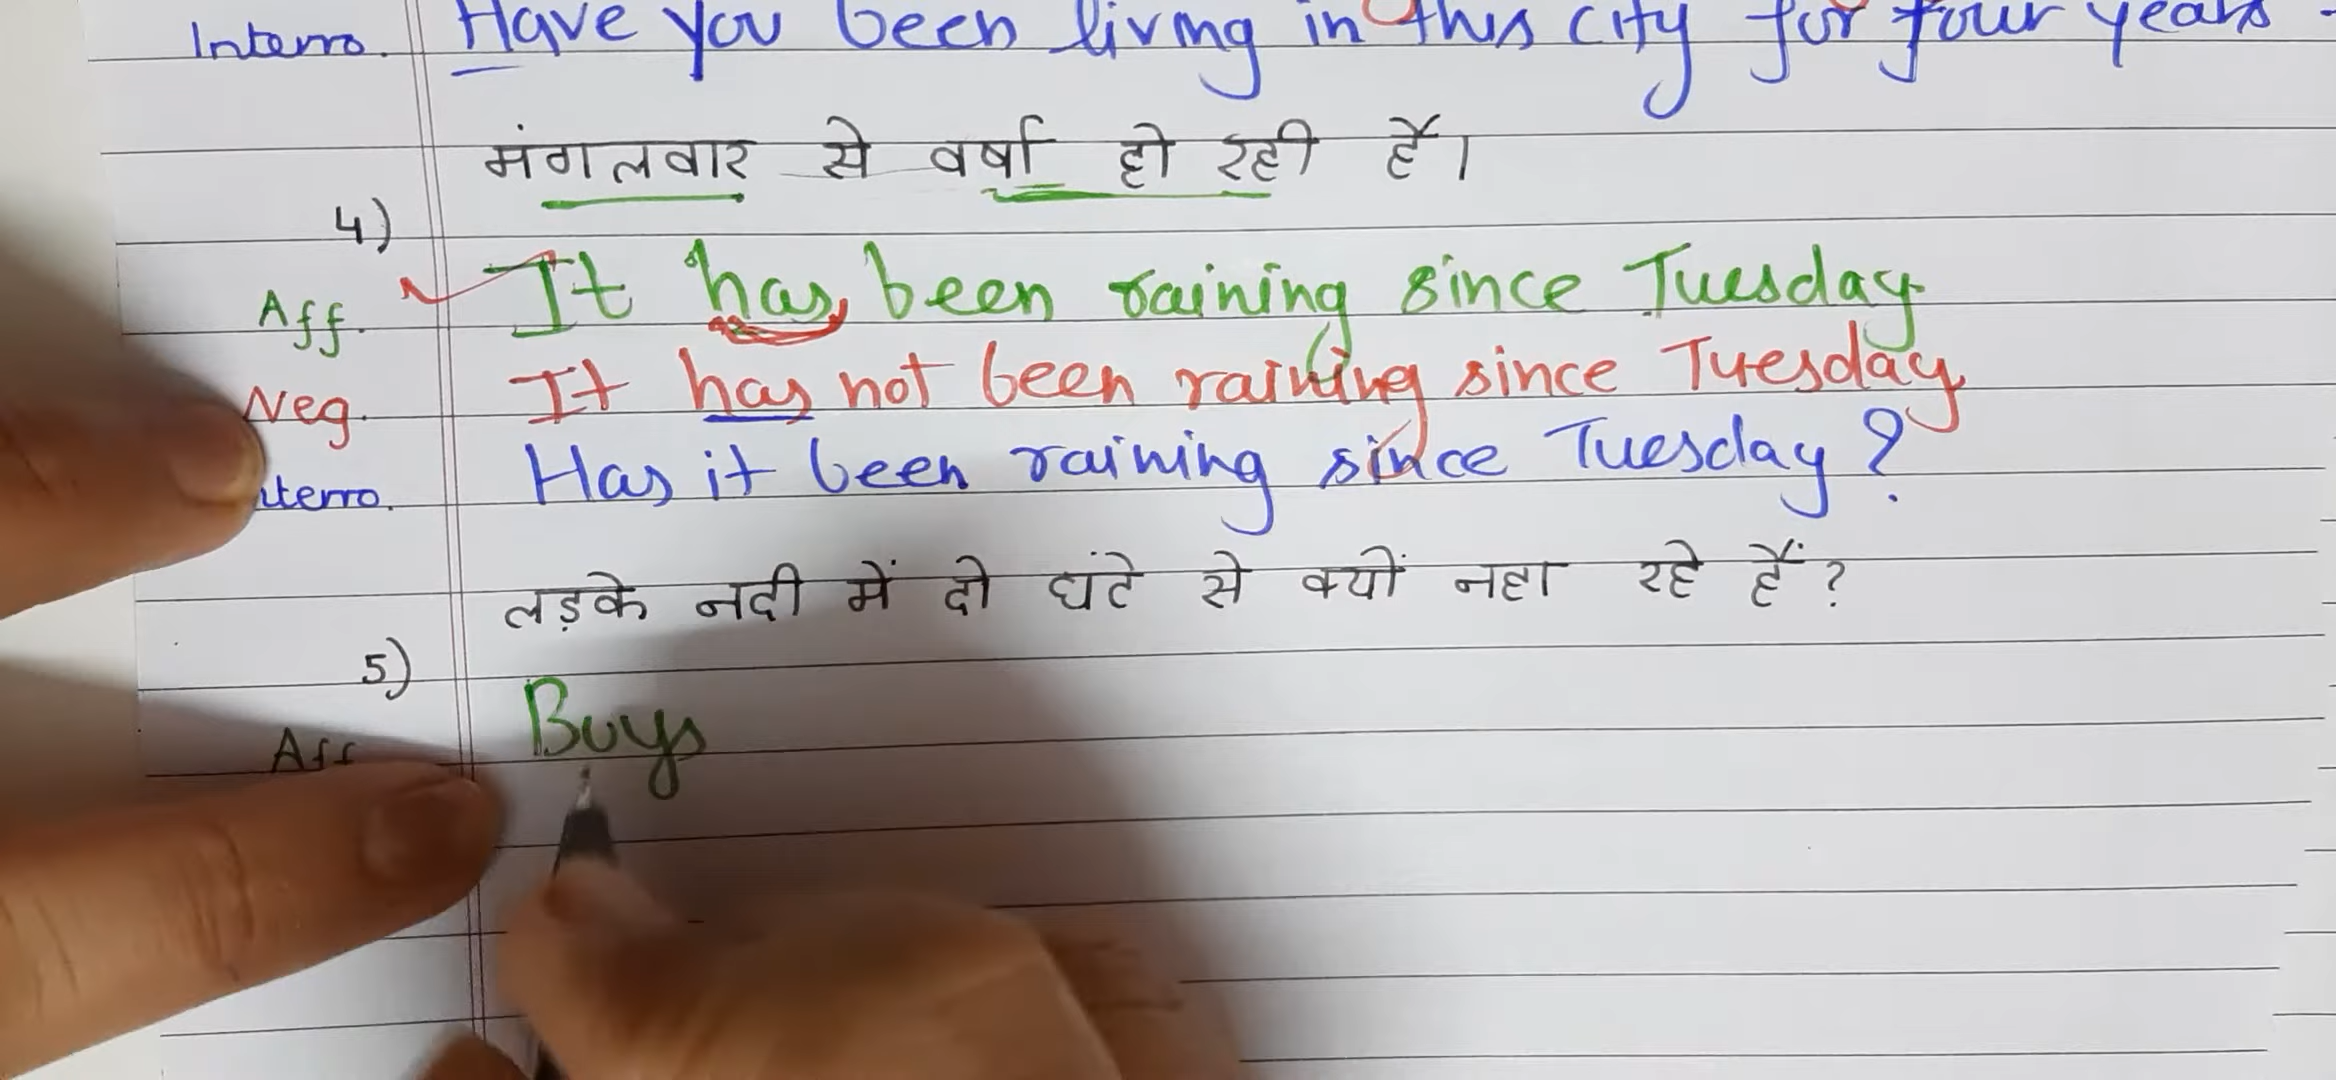 Interro. Have you been living in this city for four years
मंगलवार से वर्षा हो रही है।
4)
Aff. It has been raining since Tuesday.
Neg. It has not been raining since Tuesday
nterro. Has it been raining since Tuesday?
लड़के नदी में दो घंटे से क्यों नहा रहे हैं?
5)
Aff Boys